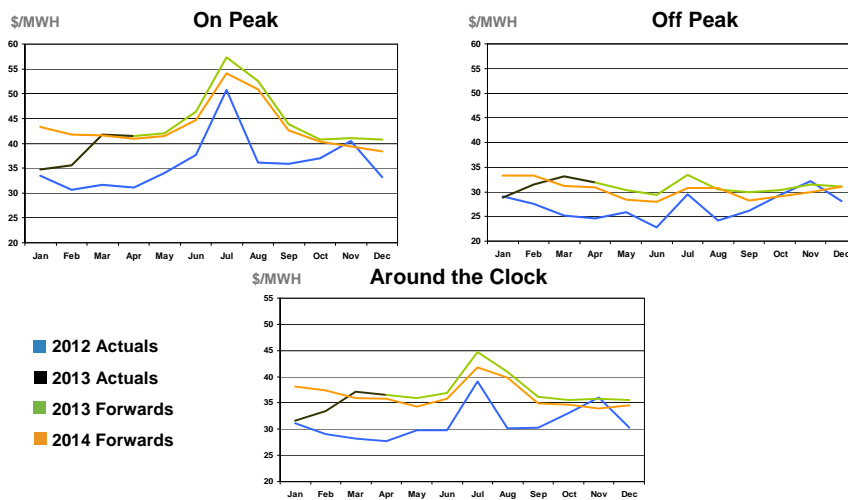 $/MWH On Peak
60
55
50
45
40
35
30
25
20
Jan Feb Mar Apr May Jun Jul Aug Sep Oct Nov Dec
$/MWH Off Peak
60
55
50
45
40
35
30
25
20
Jan Feb Mar Apr May Jun Jul Aug Sep Oct Nov Dec
$/MWH Around the Clock
55
50
45
40
35
30
25
20
Jan Feb Mar Apr May Jun Jul Aug Sep Oct Nov Dec
2012 Actuals
2013 Actuals
2013 Forwards
2014 Forwards